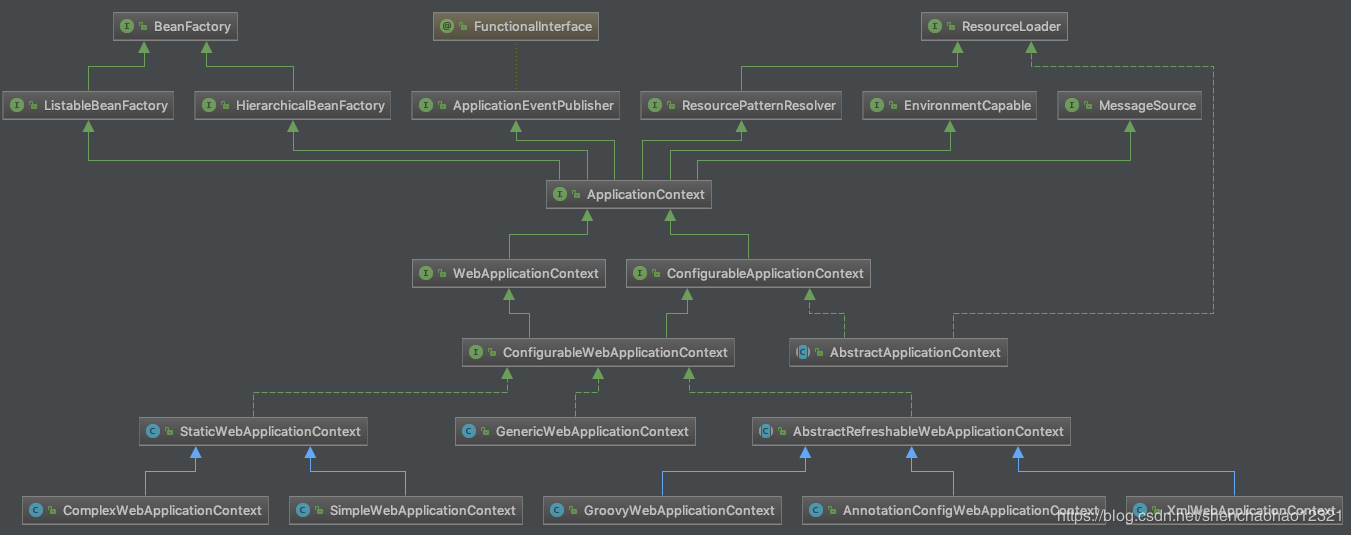 BeanFactory
FunctionalInterface
ResourceLoader
ListableBeanFactory
HierarchicalBeanFactory
ApplicationEventPublisher
ResourcePatternResolver
EnvironmentCapable
MessageSource
ApplicationContext
WebApplicationContext
ConfigurableApplicationContext
ConfigurableWebApplicationContext
AbstractApplicationContext
StaticWebApplicationContext
GenericWebApplicationContext
AbstractRefreshableWebApplicationContext
ComplexWebApplicationContext
SimpleWebApplicationContext
GroovyWebApplicationContext
AnnotationConfigWebApplicationContext
XmlWebApplicationContext
https://blog.csdn.net/shenchaohao12321